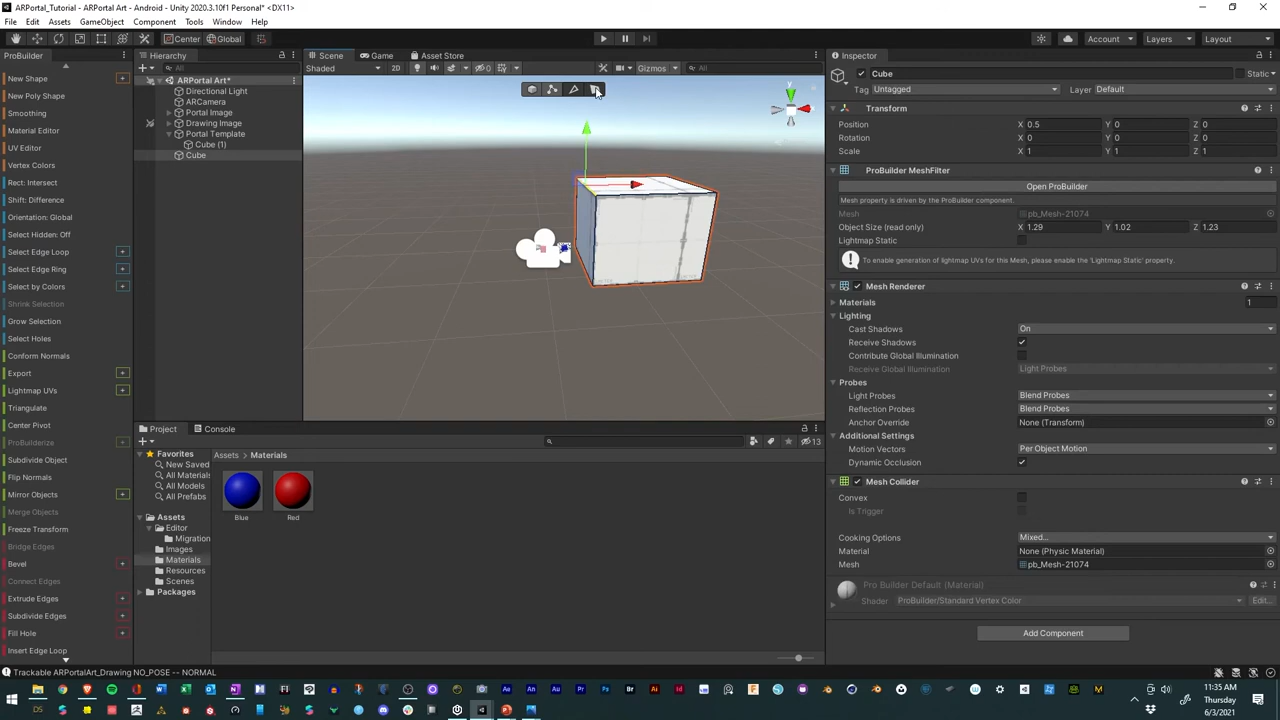 ARPortal_Tutorial - ARPortal Art - Android - Unity 2020.3.10f1 Personal* <DX11>
File Edit Assets GameObject Component Tools Window Help
Center Global Account Layers Layout
ProBuilder
New Shape
New Poly Shape
Smoothing
Material Editor
UV Editor
Vertex Colors
Rect: Intersect
Shift: Difference
Orientation: Global
Select Hidden: Off
Select Edge Loop
Select Edge Ring
Select by Colors
Shrink Selection
Grow Selection
Select Holes
Conform Normals
Export
Lightmap UVs
Triangulate
Center Pivot
ProBuilderize
Subdivide Object
Flip Normals
Mirror Objects
Merge Objects
Freeze Transform
Bridge Edges
Bevel
Connect Edges
Extrude Edges
Subdivide Edges
Fill Hole
Insert Edge Loop
Hierarchy
All
ARPortal Art*
Directional Light
ARCamera
Portal Image
Drawing Image
Portal Template
Cube (1)
Cube
Scene Game Asset Store
Shaded 2D 0 Gizmos All
y
x
z
Project Console
13
Favorites
New Saved
All Materials
All Models
All Prefabs
Assets
Editor
Migration
Images
Materials
Resources
Scenes
Packages
Assets > Materials
Blue Red
Inspector
Cube Static
Tag Untagged Layer Default
Transform
Position X 0.5 Y 0 Z 0
Rotation X 0 Y 0 Z 0
Scale X 1 Y 1 Z 1
ProBuilder MeshFilter
Open ProBuilder
Mesh property is driven by the ProBuilder component.
Mesh pb_Mesh-21074
Object Size (read only) X 1.29 Y 1.02 Z 1.23
Lightmap Static
To enable generation of lightmap UVs for this Mesh, please enable the 'Lightmap Static' property.
Mesh Renderer
Materials 1
Lighting
Cast Shadows On
Receive Shadows
Contribute Global Illumination
Receive Global Illumination Light Probes
Probes
Light Probes Blend Probes
Reflection Probes Blend Probes
Anchor Override None (Transform)
Additional Settings
Motion Vectors Per Object Motion
Dynamic Occlusion
Mesh Collider
Convex
Is Trigger
Cooking Options Mixed...
Material None (Physic Material)
Mesh pb_Mesh-21074
Pro Builder Default (Material)
Shader ProBuilder/Standard Vertex Color Edit...
Add Component
Trackable ARPortalArt_Drawing NO_POSE -- NORMAL
11:35 AM
Thursday
6/3/2021